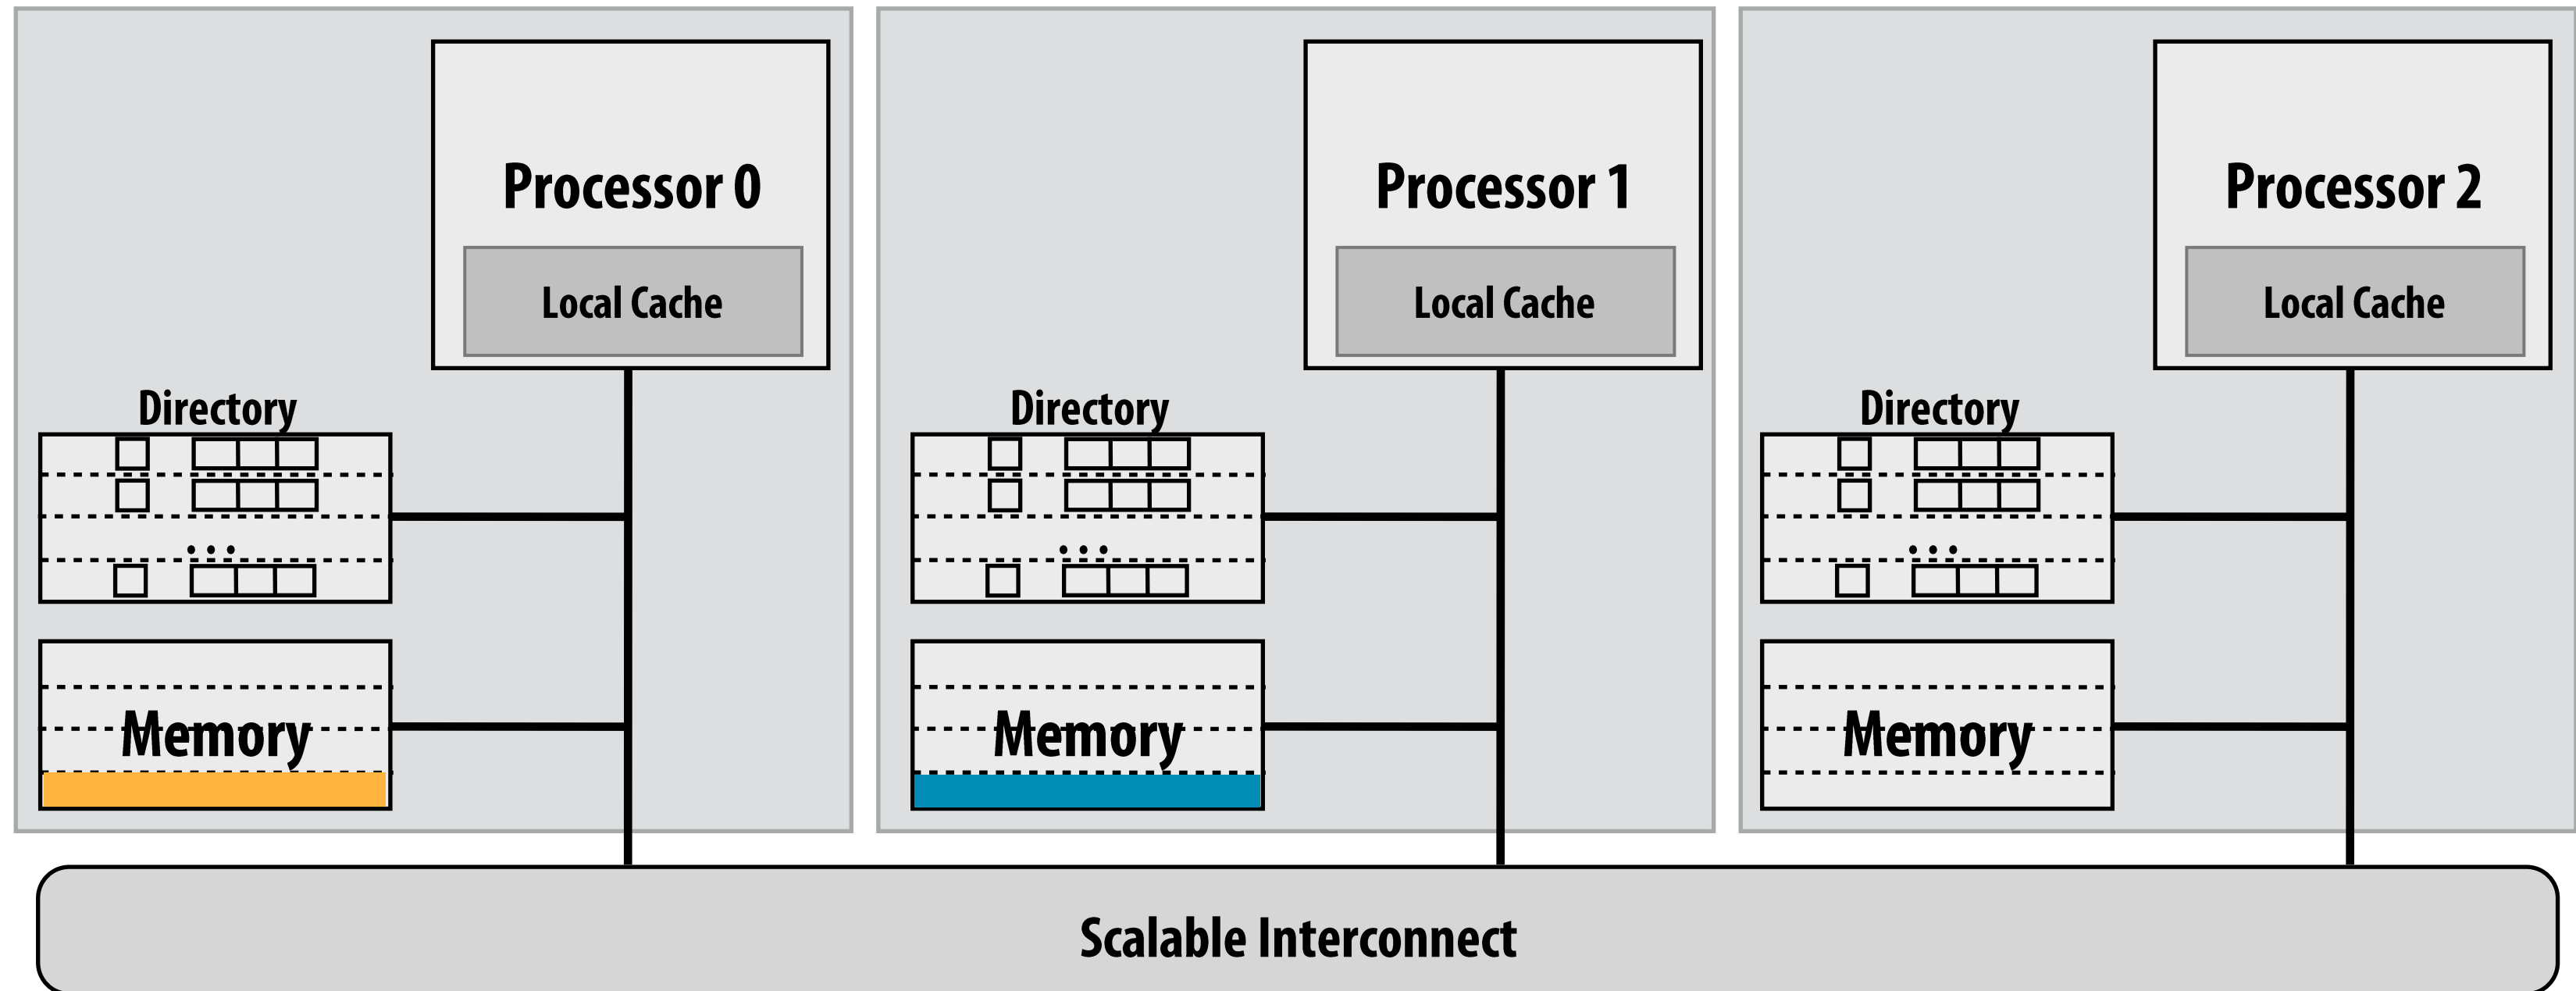 Processor 0
Local Cache
Directory
...
Memory
Processor 1
Local Cache
Directory
...
Memory
Processor 2
Local Cache
Directory
...
Memory
Scalable Interconnect